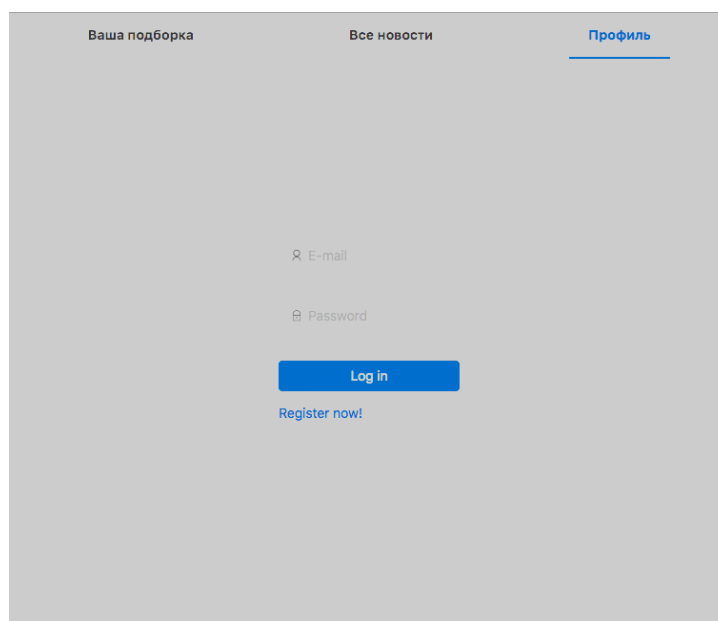 Ваша подборка Все новости Профиль
E-mail
Password
Log in
Register now!